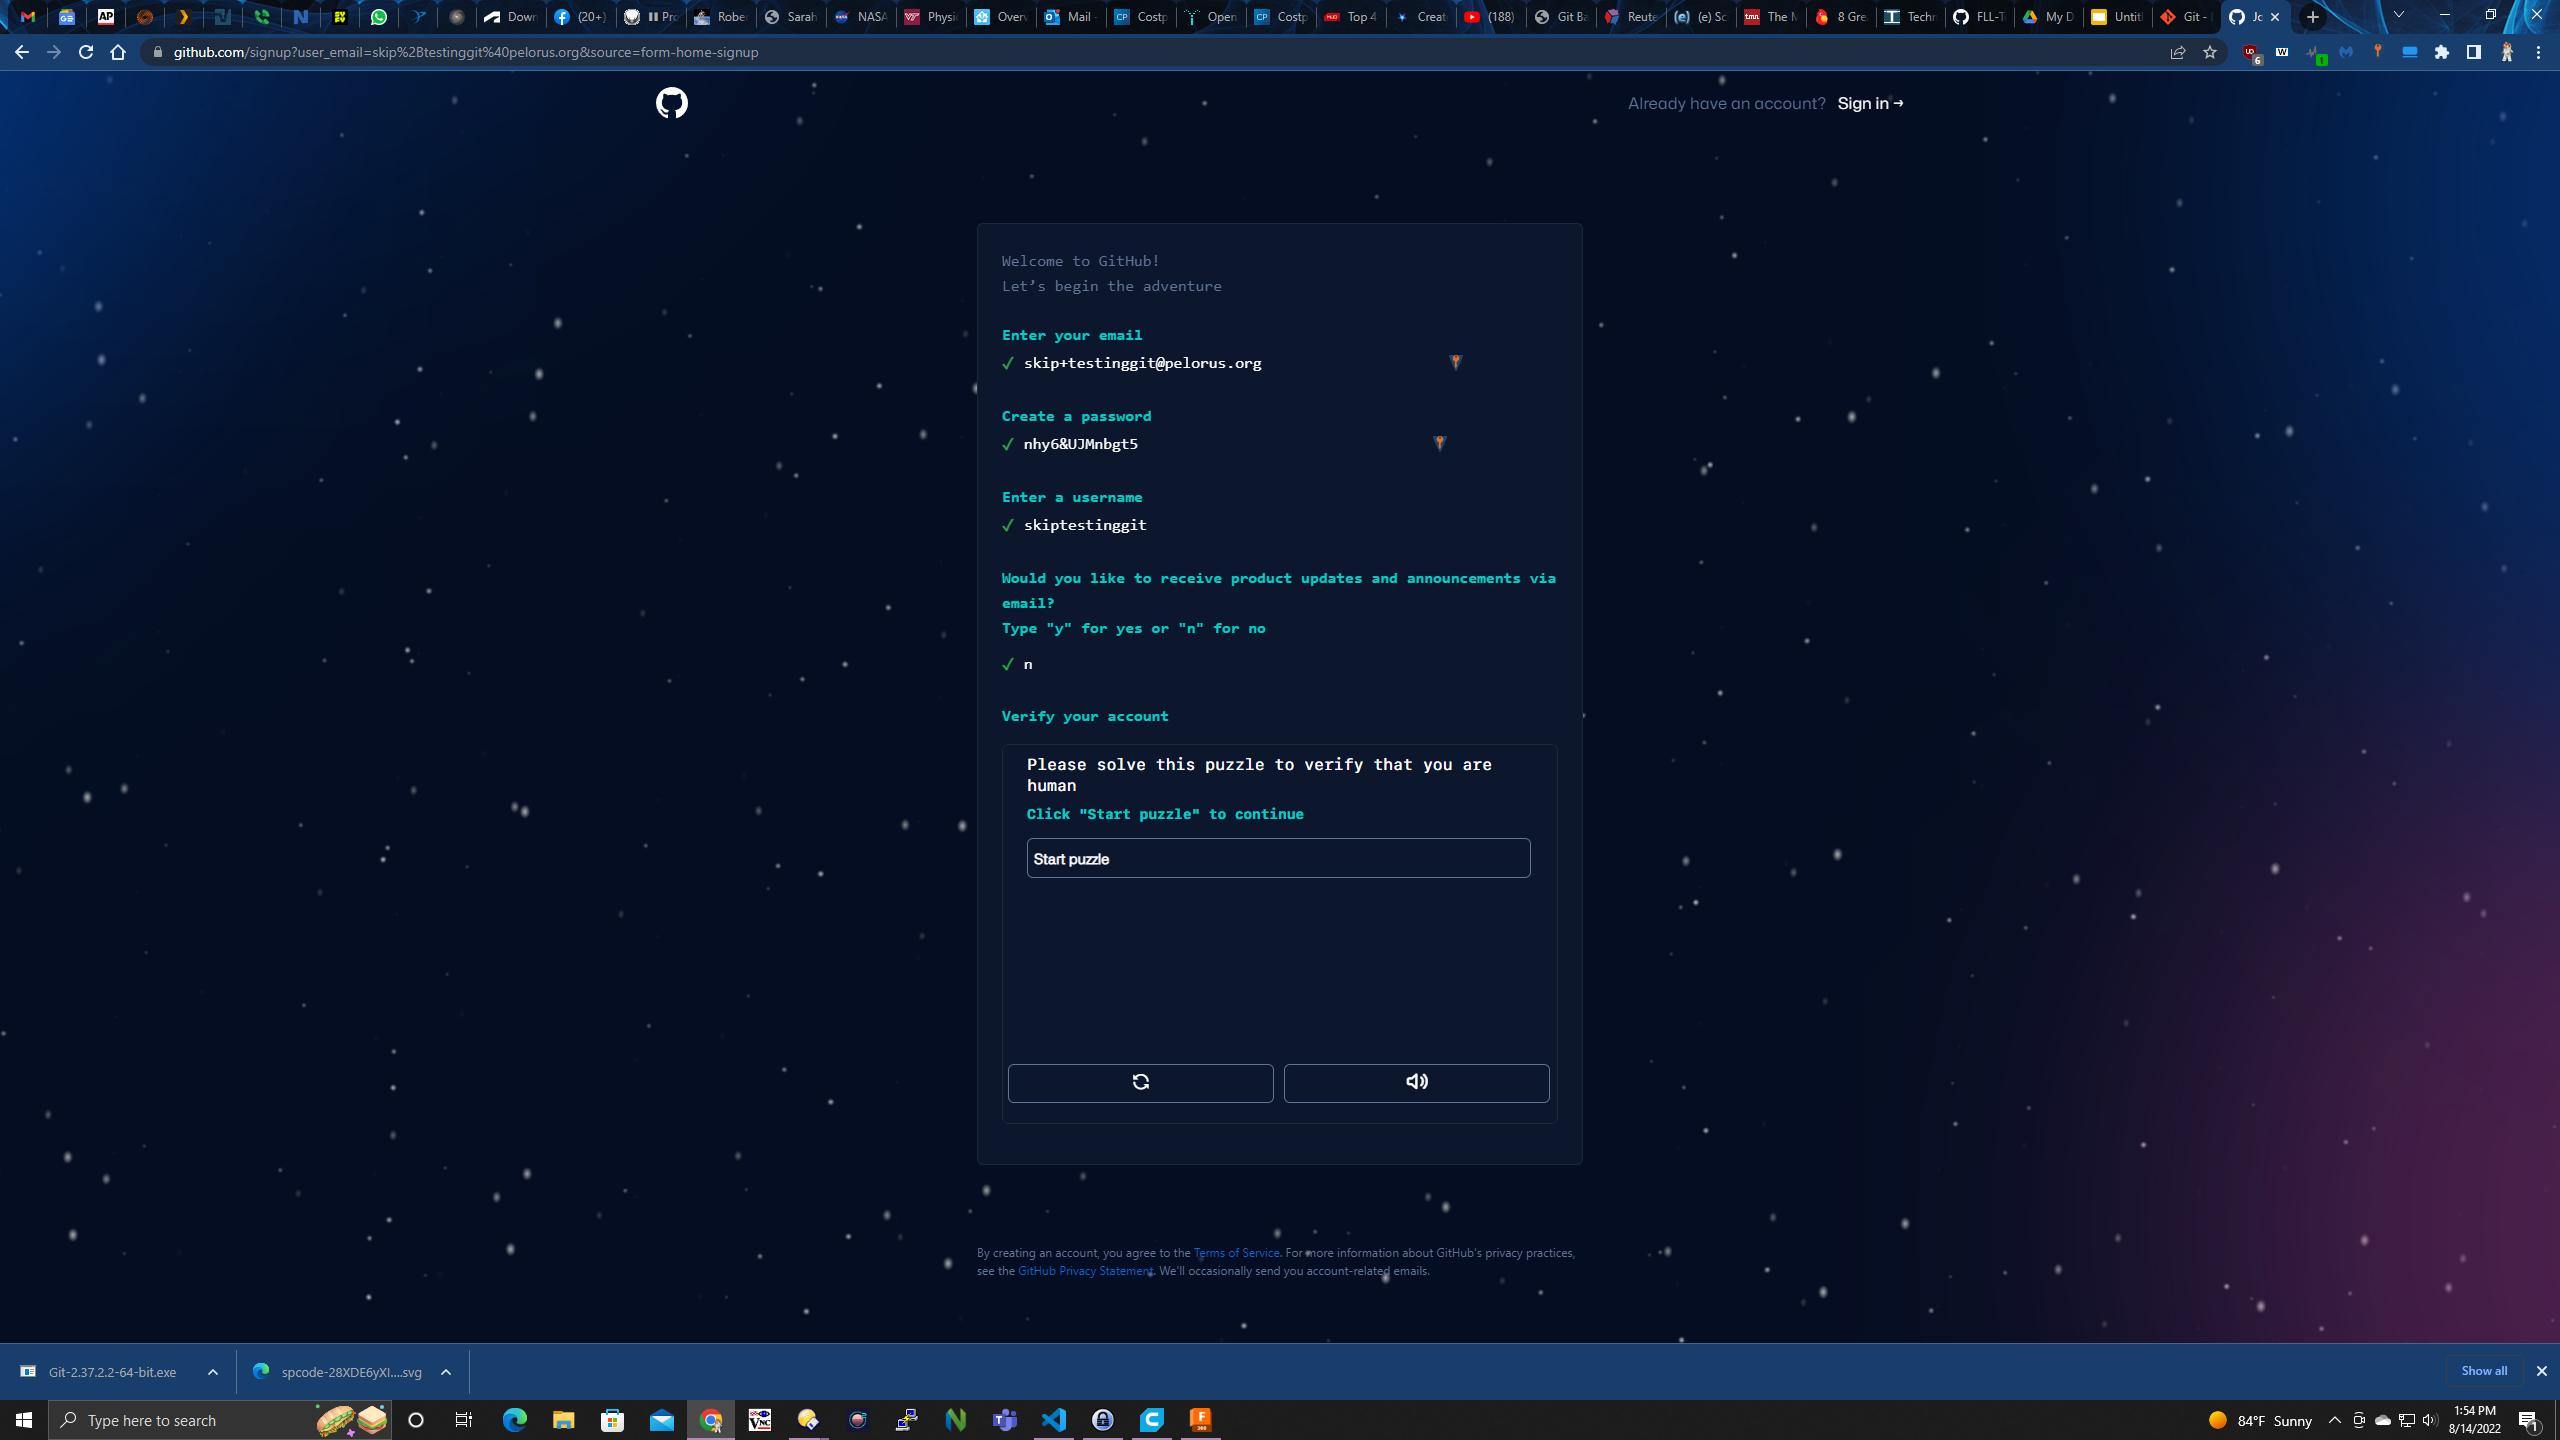 Down
(20+)
Pro
Rober
Sarah
NASA
Physi
Overv
Mail -
Costp
Open
Costp
Top 4
Creat
(188)
Git Ba
Reute
(e) Sc
The M
8 Gre
Techn
FLL-T
My D
Untitl
Git -
Jo
github.com/signup?user_email=skip%2Btestinggit%40pelorus.org&source=form-home-signup
6
1
Already have an account? Sign in →
Welcome to GitHub!
Let’s begin the adventure
Enter your email
✓ skip+testinggit@pelorus.org
Create a password
✓ nhy6&UJMnbgt5
Enter a username
✓ skiptestinggit
Would you like to receive product updates and announcements via
email?
Type "y" for yes or "n" for no
✓ n
Verify your account
Please solve this puzzle to verify that you are
human
Click "Start puzzle" to continue
Start puzzle
By creating an account, you agree to the Terms of Service. For more information about GitHub's privacy practices,
see the GitHub Privacy Statement. We'll occasionally send you account-related emails.
Git-2.37.2.2-64-bit.exe
spcode-28XDE6yXI....svg
Show all
Type here to search
84°F Sunny
1:54 PM
8/14/2022
1